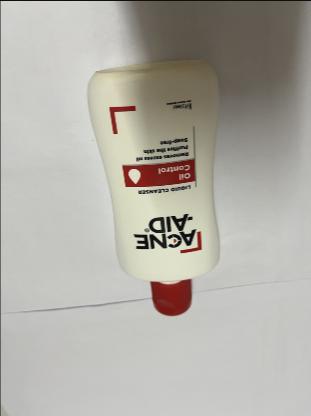 ACNE
-AID®
LIQUID CLEANSER
Oil
Control
Removes excess oil
Purifies the skin
Soap-free